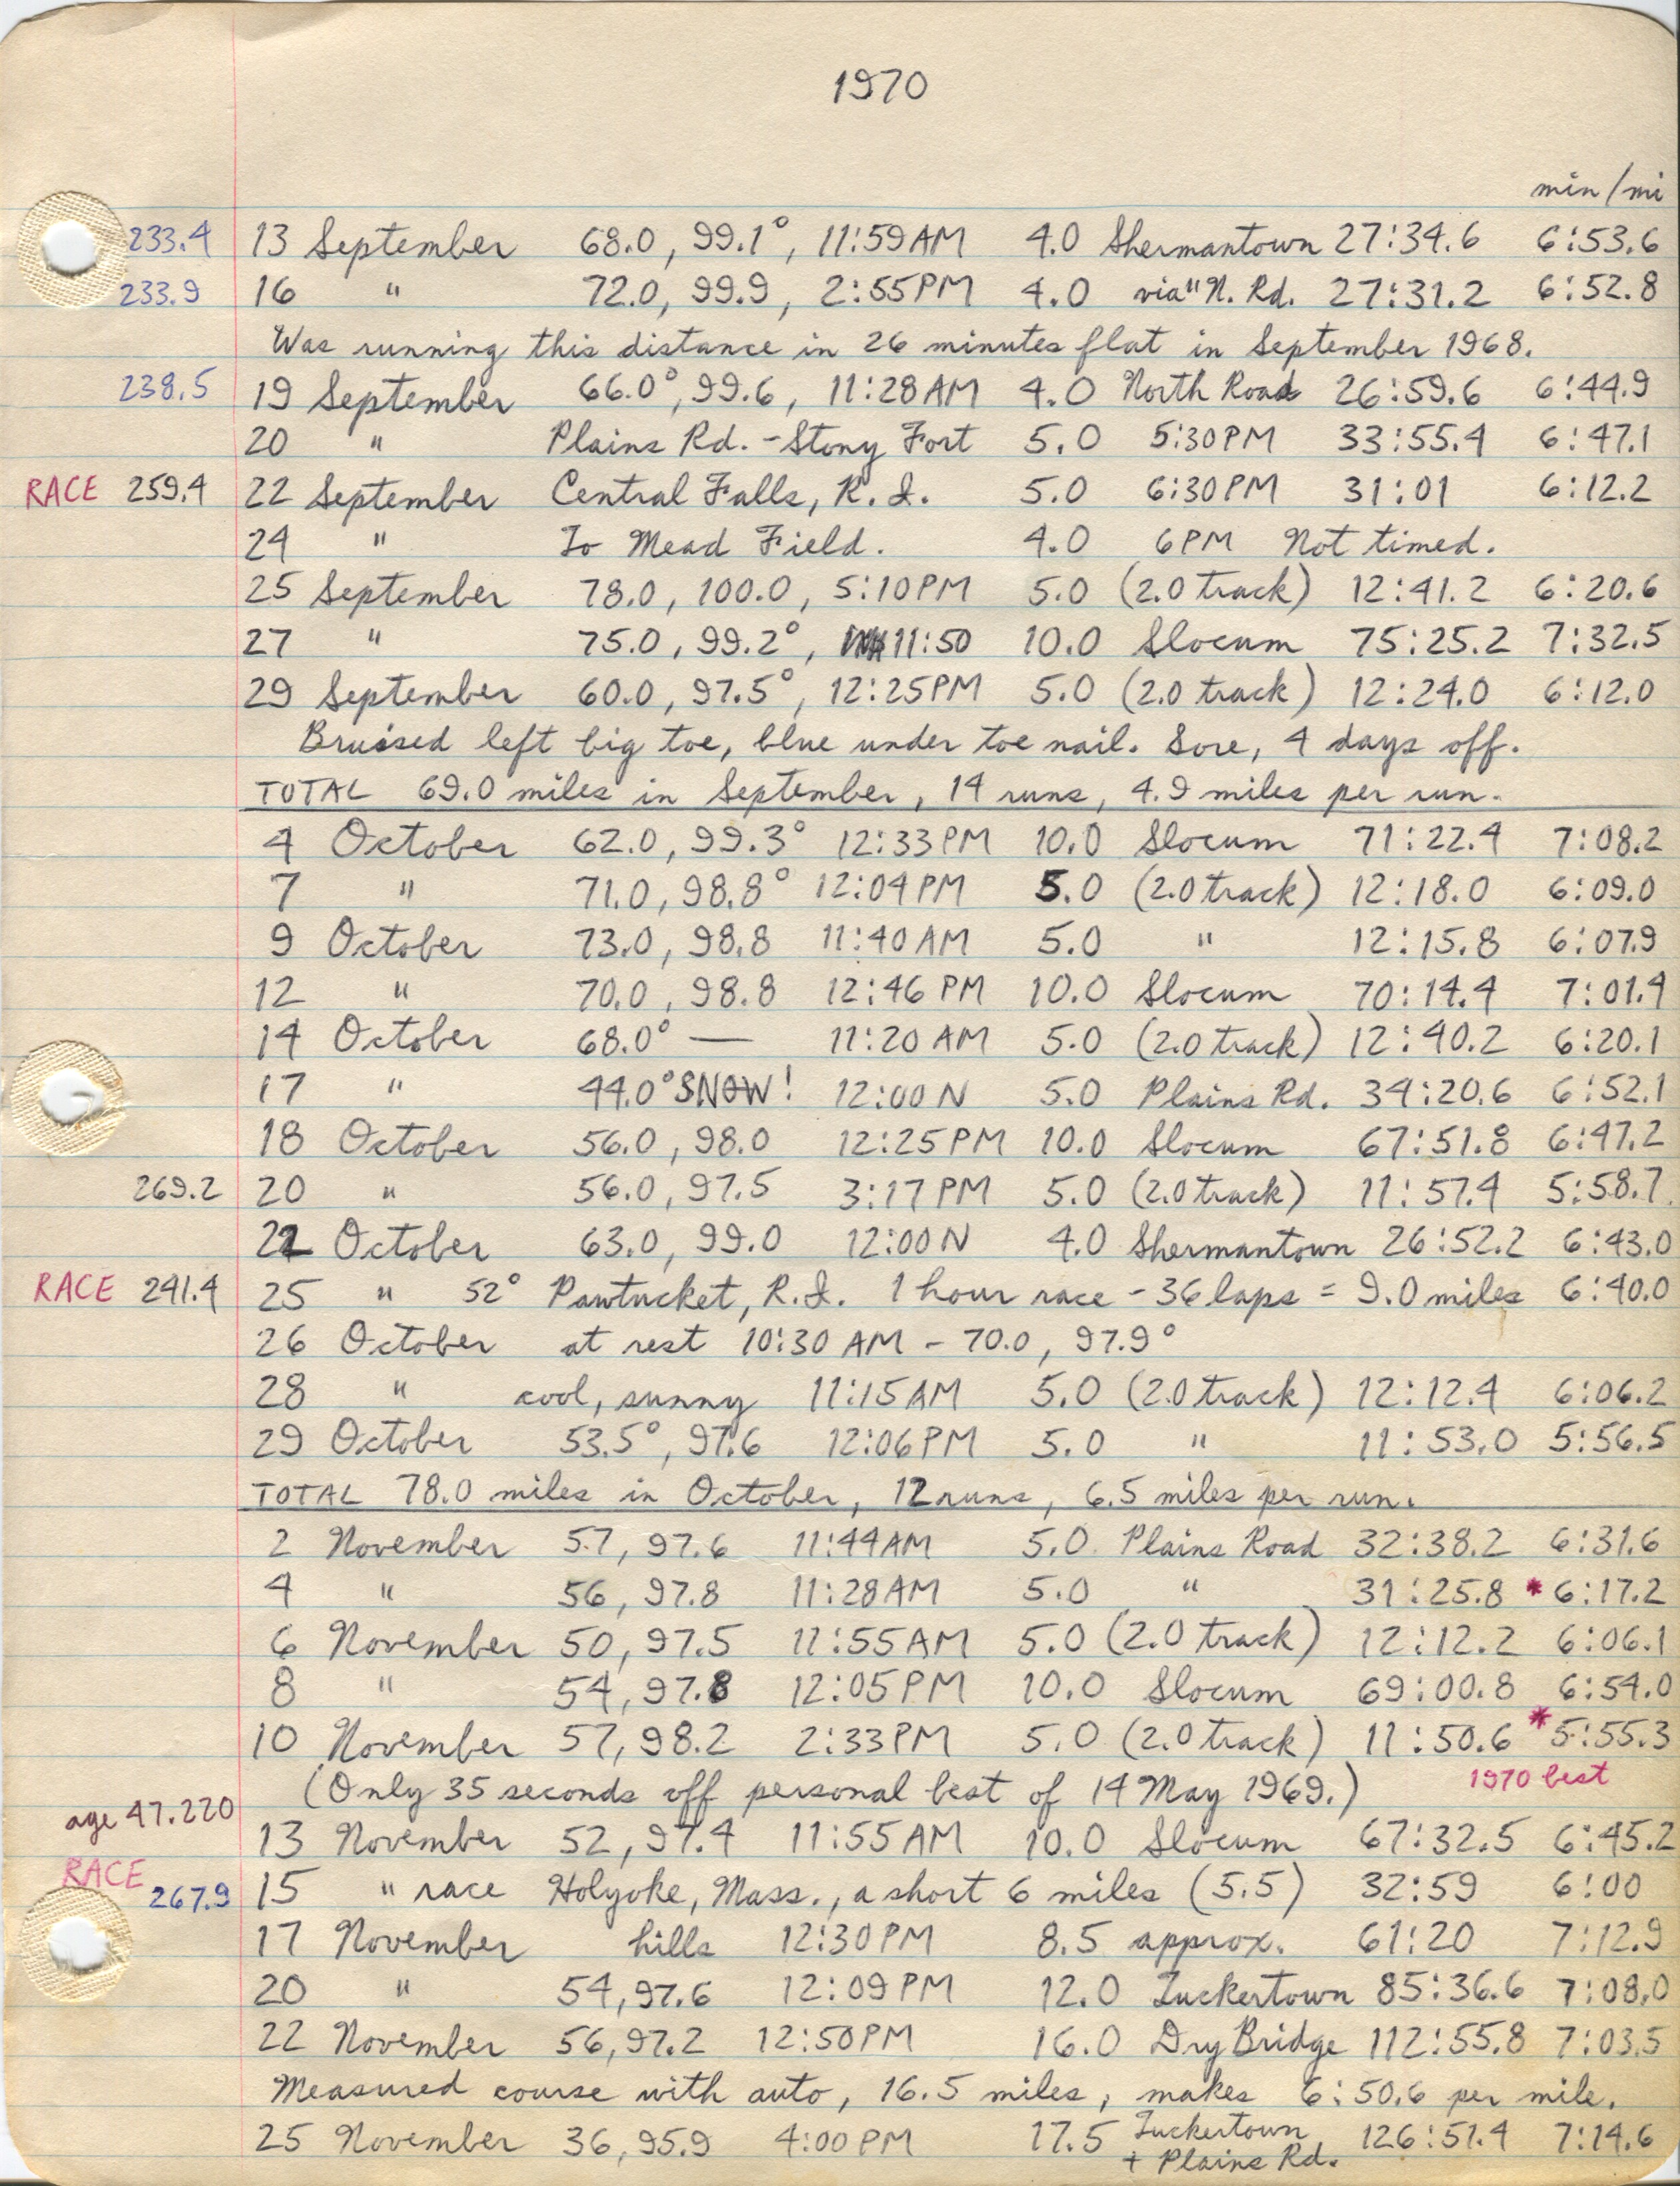 1970
min/mi
233.4 13 September 68.0, 99.1°, 11:59AM 4.0 Shermantown 27:34.6 6:53.6
233.9 16 " 72.0, 99.9, 2:55PM 4.0 via " N. Rd. 27:31.2 6:52.8
Was running this distance in 26 minutes flat in September 1968.
238.5 19 September 66.0°, 99.6, 11:28AM 4.0 North Road 26:59.6 6:44.9
20 " Plains Rd. - Stony Fort 5.0 5:30PM 33:55.4 6:47.1
RACE 259.4 22 September Central Falls, R.I. 5.0 6:30PM 31:01 6:12.2
24 " To Mead Field. 4.0 6PM Not timed.
25 September 78.0, 100.0, 5:10PM 5.0 (2.0 track) 12:41.2 6:20.6
27 " 75.0, 99.2°, 11:50 10.0 Slocum 75:25.2 7:32.5
29 September 60.0, 97.5°, 12:25PM 5.0 (2.0 track) 12:24.0 6:12.0
Bruised left big toe, blue under toe nail. Sore, 4 days off.
TOTAL 69.0 miles in September, 14 runs, 4.9 miles per run.
4 October 62.0, 99.3° 12:33PM 10.0 Slocum 71:22.4 7:08.2
7 " 71.0, 98.8° 12:04PM 5.0 (2.0 track) 12:18.0 6:09.0
9 October 73.0, 98.8 11:40AM 5.0 " 12:15.8 6:07.9
12 " 70.0, 98.8 12:46 PM 10.0 Slocum 70:14.4 7:01.4
14 October 68.0° — 11:20 AM 5.0 (2.0 track) 12:40.2 6:20.1
17 " 44.0° SNOW! 12:00 N 5.0 Plains Rd. 34:20.6 6:52.1
18 October 56.0, 98.0 12:25PM 10.0 Slocum 67:51.8 6:47.2
269.2 20 " 56.0, 97.5 3:17PM 5.0 (2.0 track) 11:57.4 5:58.7
22 October 63.0, 99.0 12:00N 4.0 Shermantown 26:52.2 6:43.0
RACE 241.4 25 " 52° Pawtucket, R.I. 1 hour race - 36 laps = 9.0 miles 6:40.0
26 October at rest 10:30 AM - 70.0, 97.9°
28 " cool, sunny 11:15AM 5.0 (2.0 track) 12:12.4 6:06.2
29 October 53.5°, 97.6 12:06PM 5.0 " 11:53.0 5:56.5
TOTAL 78.0 miles in October, 12 runs, 6.5 miles per run.
2 November 57, 97.6 11:44AM 5.0 Plains Road 32:38.2 6:31.6
4 " 56, 97.8 11:28AM 5.0 " 31:25.8 * 6:17.2
6 November 50, 97.5 11:55AM 5.0 (2.0 track) 12:12.2 6:06.1
8 " 54, 97.8 12:05PM 10.0 Slocum 69:00.8 6:54.0
10 November 57, 98.2 2:33PM 5.0 (2.0 track) 11:50.6 * 5:55.3
(Only 35 seconds off personal best of 14 May 1969.) 1970 best
age 47.220 13 November 52, 97.4 11:55AM 10.0 Slocum 67:32.5 6:45.2
RACE 267.9 15 " race Holyoke, Mass., a short 6 miles (5.5) 32:59 6:00
17 November hills 12:30PM 8.5 approx. 61:20 7:12.9
20 " 54, 97.6 12:09PM 12.0 Tuckertown 85:36.6 7:08.0
22 November 56, 97.2 12:50PM 16.0 Dry Bridge 112:55.8 7:03.5
Measured course with auto, 16.5 miles, makes 6:50.6 per mile.
25 November 36, 95.9 4:00PM 17.5 Tuckertown 126:51.4 7:14.6
+ Plains Rd.